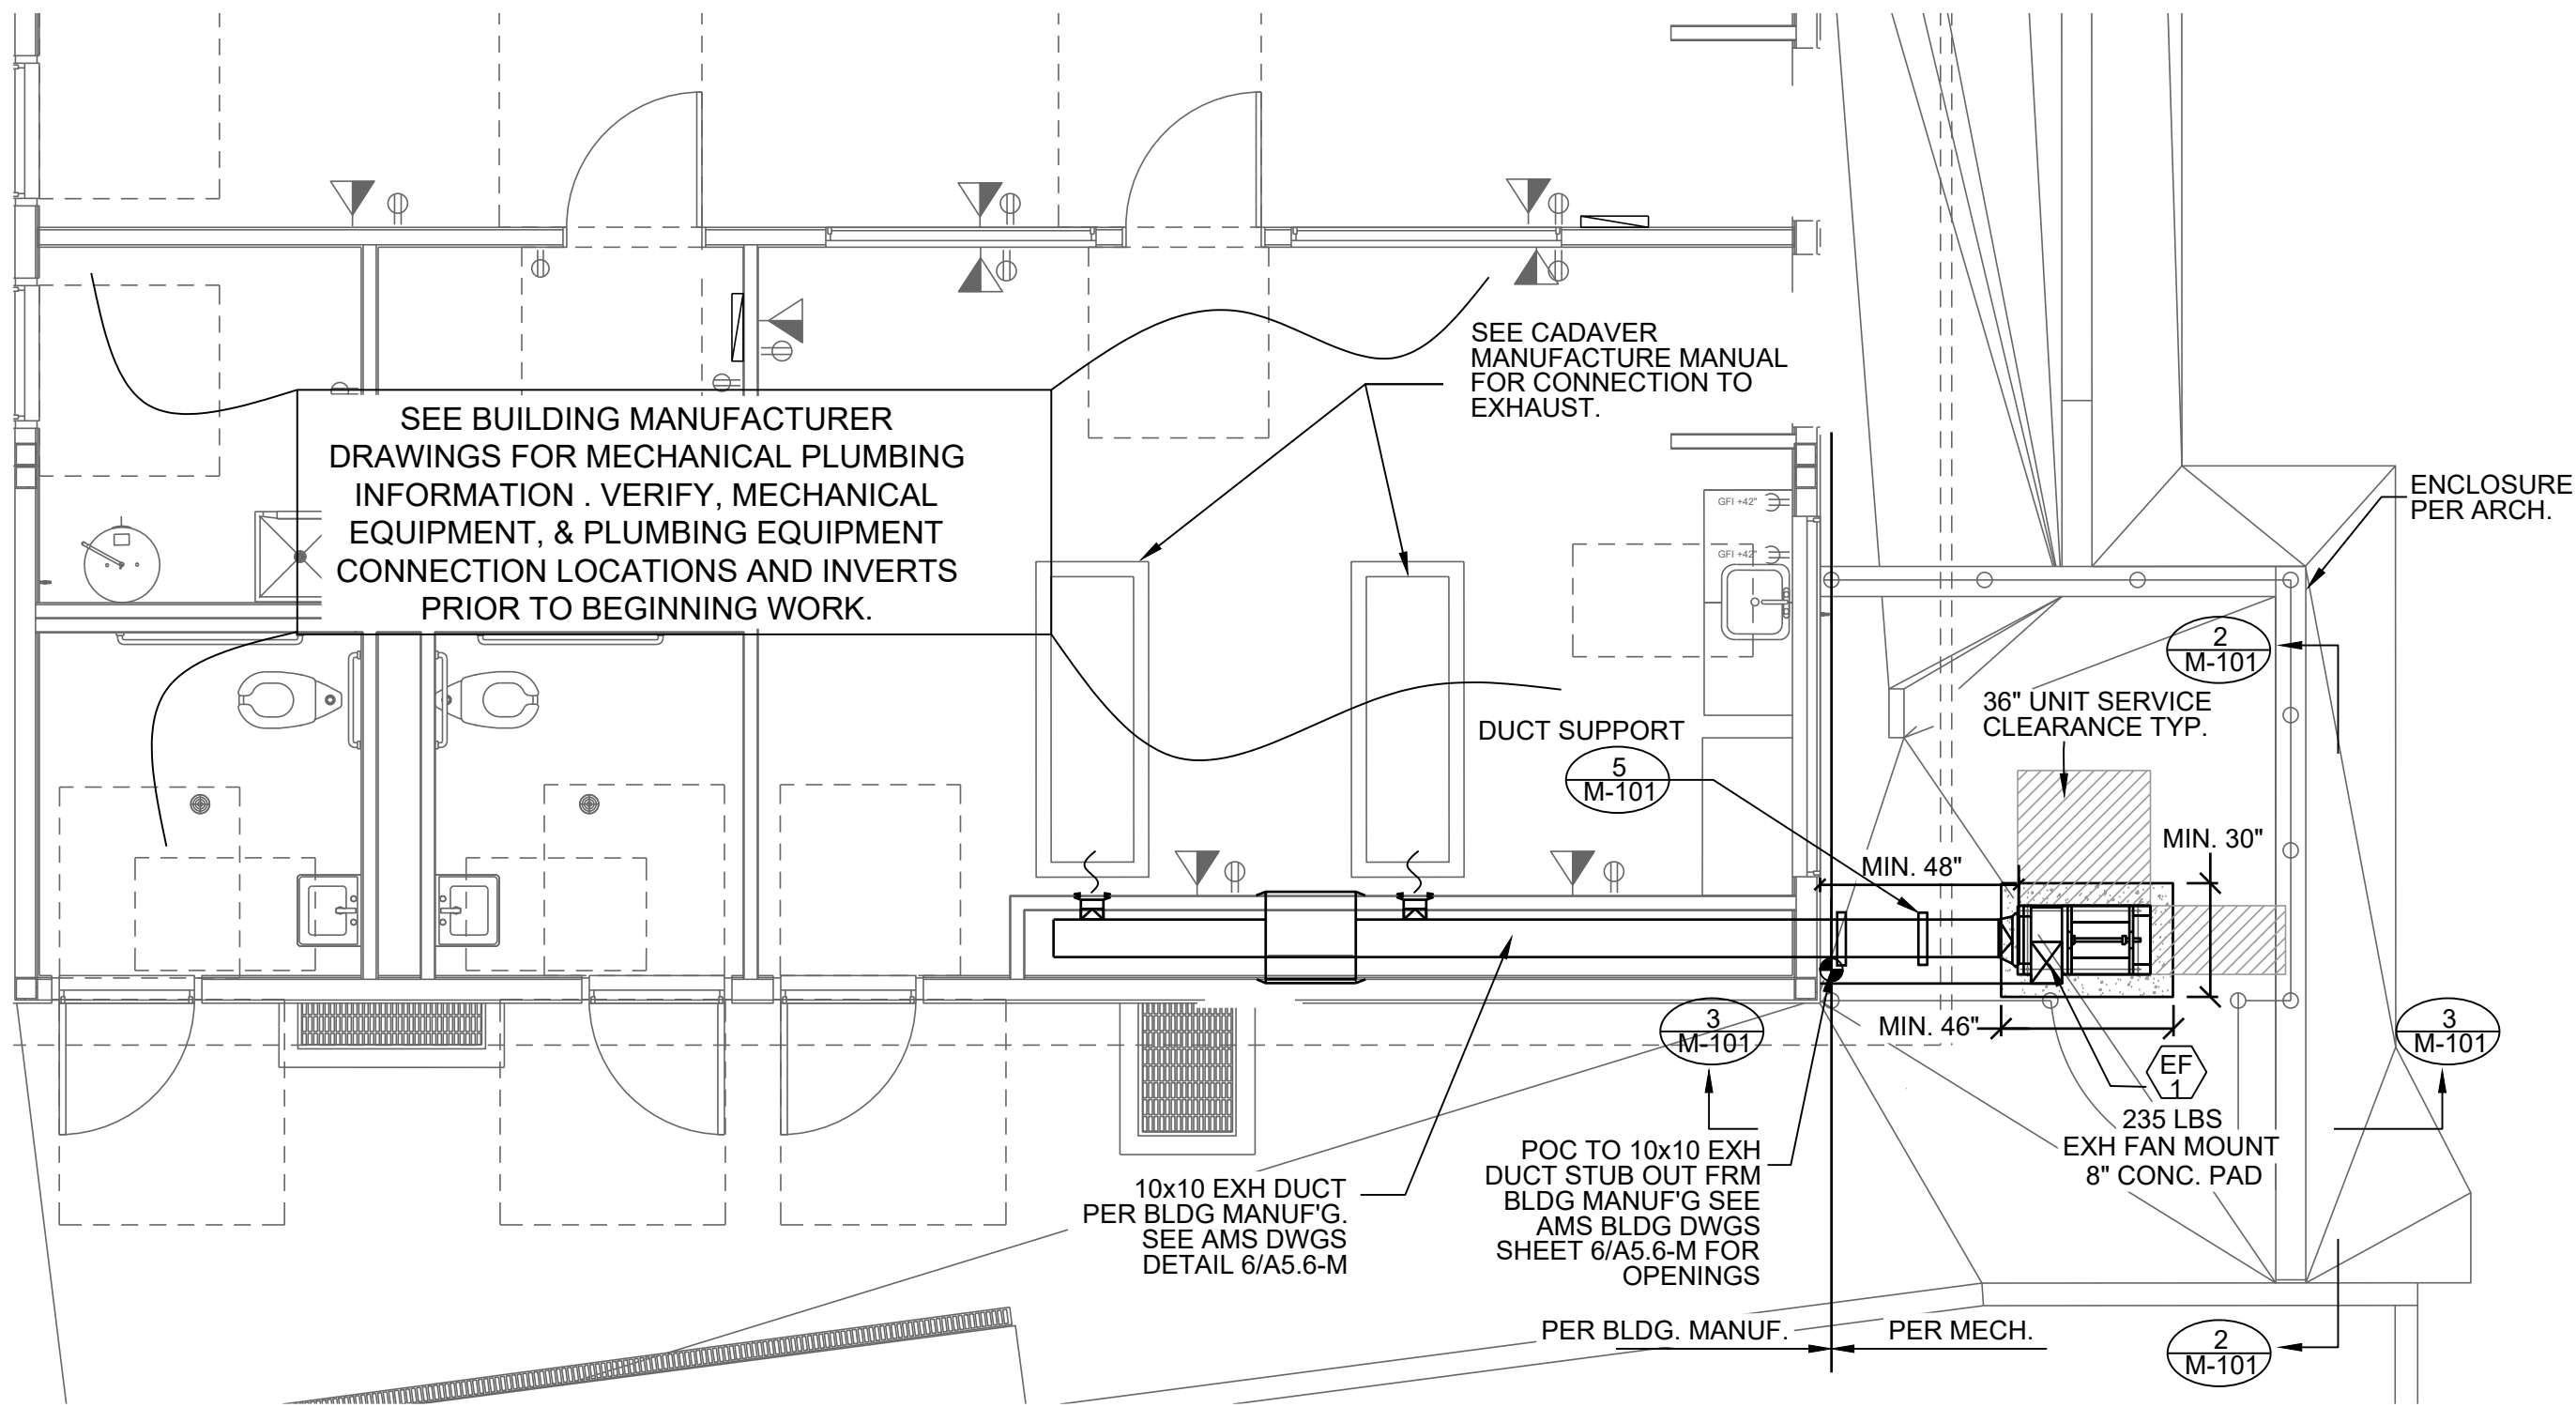 SEE CADAVER
MANUFACTURE MANUAL
FOR CONNECTION TO
EXHAUST.
SEE BUILDING MANUFACTURER
DRAWINGS FOR MECHANICAL PLUMBING
INFORMATION . VERIFY, MECHANICAL
EQUIPMENT, & PLUMBING EQUIPMENT
CONNECTION LOCATIONS AND INVERTS
PRIOR TO BEGINNING WORK.
GFI +42"
GFI +42"
ENCLOSURE
PER ARCH.
2
M-101
36" UNIT SERVICE
CLEARANCE TYP.
DUCT SUPPORT
5
M-101
MIN. 48"
MIN. 30"
3
M-101
MIN. 46"
3
M-101
EF
1
235 LBS
EXH FAN MOUNT
8" CONC. PAD
10x10 EXH DUCT
PER BLDG MANUF'G.
SEE AMS DWGS
DETAIL 6/A5.6-M
POC TO 10x10 EXH
DUCT STUB OUT FRM
BLDG MANUF'G SEE
AMS BLDG DWGS
SHEET 6/A5.6-M FOR
OPENINGS
PER BLDG. MANUF.
PER MECH.
2
M-101